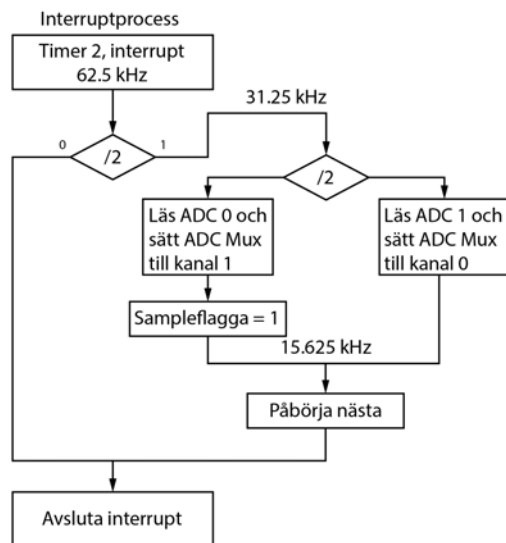 Interruptprocess
Timer 2, interrupt
62.5 kHz
31.25 kHz
0
1
/2
/2
Läs ADC 0 och
sätt ADC Mux
till kanal 1
Läs ADC 1 och
sätt ADC Mux
till kanal 0
Sampleflagga = 1
15.625 kHz
Påbörja nästa
Avsluta interrupt